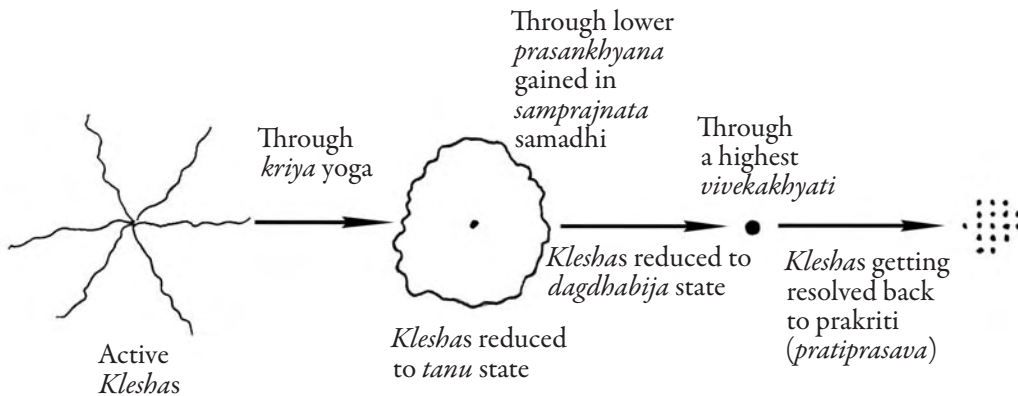 Through lower
prasankhyana
gained in
samprajnata
samadhi
Through
kriya yoga
Through
a highest
vivekakhyati
Kleshas reduced to
dagdhabija state
Kleshas getting
resolved back
to prakriti
(pratiprasava)
Kleshas reduced
to tanu state
Active
Kleshas